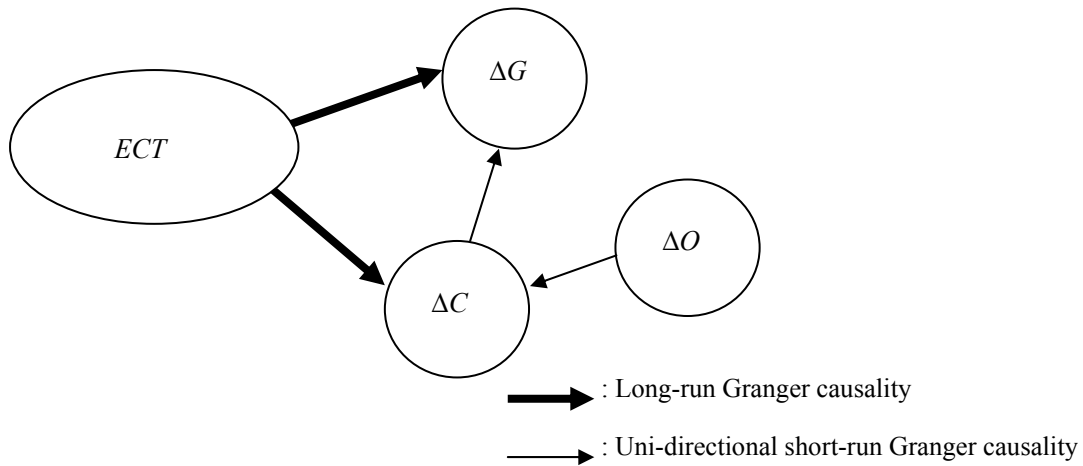 ΔG
ECT
ΔO
ΔC
: Long-run Granger causality
: Uni-directional short-run Granger causality